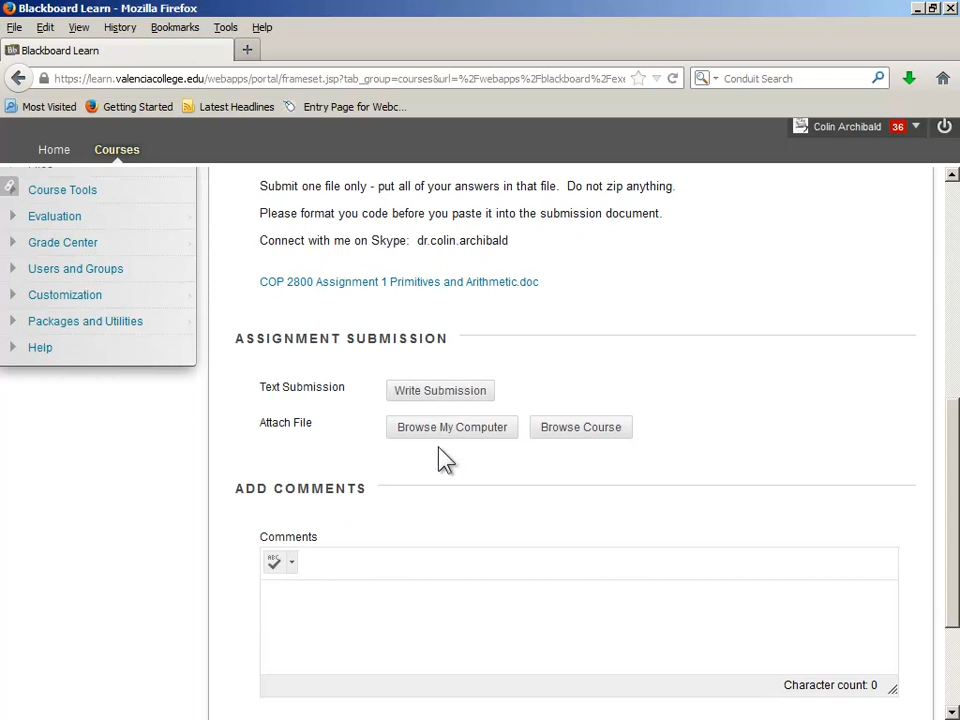 Blackboard Learn - Mozilla Firefox
File Edit View History Bookmarks Tools Help
Bb Blackboard Learn
https://learn.valenciacollege.edu/webapps/portal/frameset.jsp?tab_group=courses&url=%2Fwebapps%2Fblackboard%2Fexe Conduit Search
Most Visited Getting Started Latest Headlines Entry Page for Webc...
Colin Archibald 36
Home Courses
Course Tools
Evaluation
Grade Center
Users and Groups
Customization
Packages and Utilities
Help
Submit one file only - put all of your answers in that file. Do not zip anything.
Please format you code before you paste it into the submission document.
Connect with me on Skype: dr.colin.archibald
COP 2800 Assignment 1 Primitives and Arithmetic.doc
ASSIGNMENT SUBMISSION
Text Submission Write Submission
Attach File Browse My Computer Browse Course
ADD COMMENTS
Comments
ABC
Character count: 0